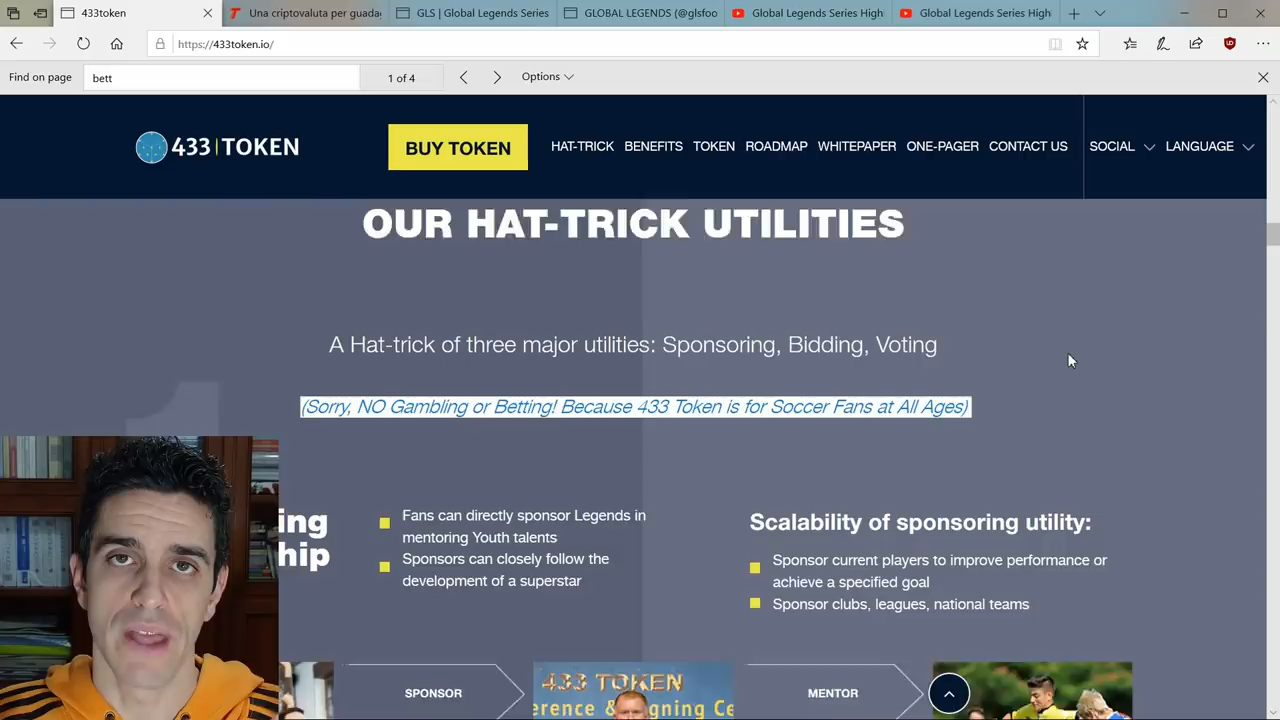 433token
Una criptovaluta per guada
GLS | Global Legends Series
GLOBAL LEGENDS (@glsfoo
Global Legends Series High
Global Legends Series High
https://433token.io/
Find on page
bett
1 of 4
Options
433 TOKEN
BUY TOKEN
HAT-TRICK
BENEFITS
TOKEN
ROADMAP
WHITEPAPER
ONE-PAGER
CONTACT US
SOCIAL
LANGUAGE
OUR HAT-TRICK UTILITIES
A Hat-trick of three major utilities: Sponsoring, Bidding, Voting
(Sorry, NO Gambling or Betting! Because 433 Token is for Soccer Fans at All Ages)
1
ing
hip
Fans can directly sponsor Legends in
mentoring Youth talents
Sponsors can closely follow the
development of a superstar
Scalability of sponsoring utility:
Sponsor current players to improve performance or
achieve a specified goal
Sponsor clubs, leagues, national teams
SPONSOR
433 TOKEN
erence & igning Ce
MENTOR